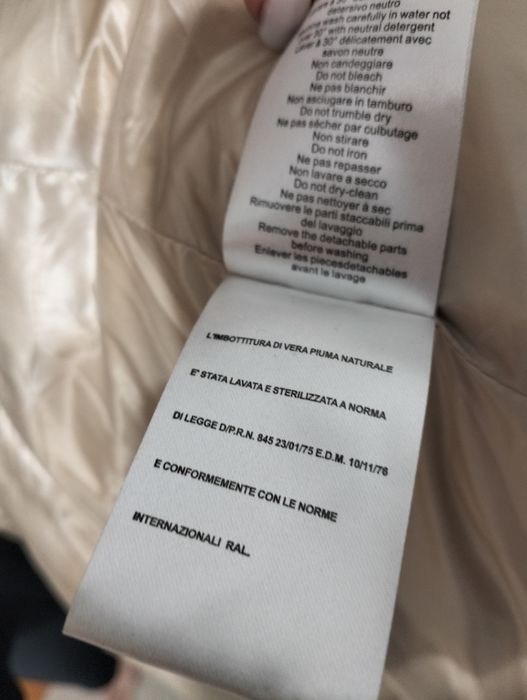 detersivo neutro
wash carefully in water not
30° with neutral detergent
à 30° délicatement avec
savon neutre
Non candeggiare
Do not bleach
Ne pas blanchir
Non asciugare in tamburo
Do not trumble dry
Ne pas sècher par culbutage
Non stirare
Do not iron
Ne pas repasser
Non lavare a secco
Do not dry-clean
Ne pas nettoyer à sec
Rimuovere le parti staccabili prima
del lavaggio
Remove the detachable parts
before washing
Enlever les piecesdetachables
avant le lavage
L'IMBOTTITURA DI VERA PIUMA NATURALE
E' STATA LAVATA E STERILIZZATA A NORMA
DI LEGGE D/P.R.N. 845 23/01/75 E.D.M. 10/11/76
E CONFORMEMENTE CON LE NORME
INTERNAZIONALI RAL.